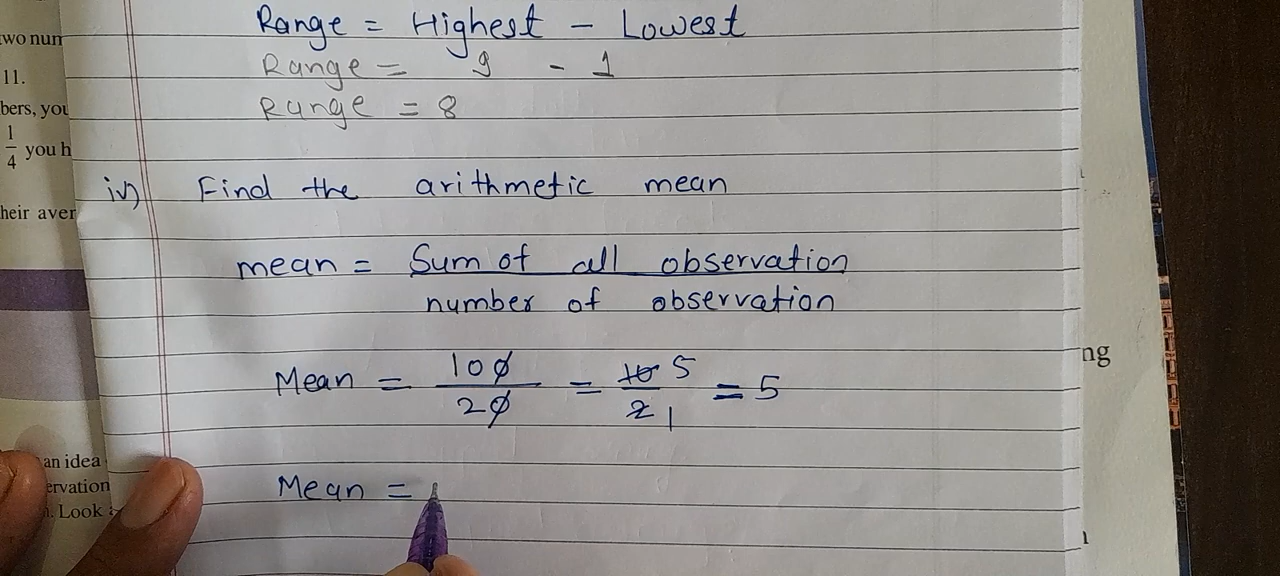 Range = Highest - Lowest
Range = 9 - 1
Range = 8
iv) Find the arithmetic mean
mean = Sum of all observation
number of observation
Mean = 100/20 = 10 5/2 1 = 5
Mean =
two num
11.
bers, you
1/4 you h
heir aver
an idea
ervation
Look
ng